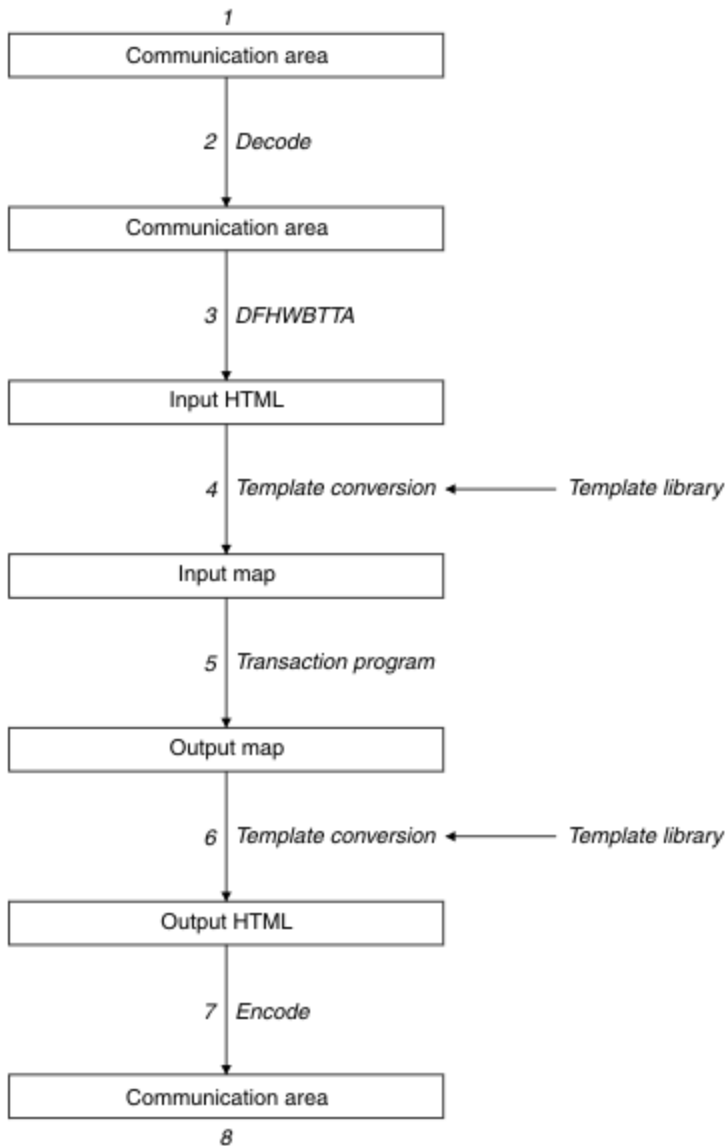 1
Communication area
2 Decode
Communication area
3 DFHWBTTA
Input HTML
4 Template conversion Template library
Input map
5 Transaction program
Output map
6 Template conversion Template library
Output HTML
7 Encode
Communication area
8